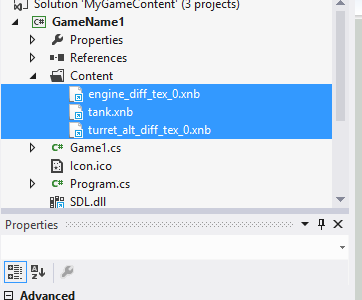 Solution 'MyGameContent' (3 projects)
C# GameName1
Properties
References
Content
engine_diff_tex_0.xnb
tank.xnb
turret_alt_diff_tex_0.xnb
C# Game1.cs
Icon.ico
C# Program.cs
SDL.dll
Properties
Advanced